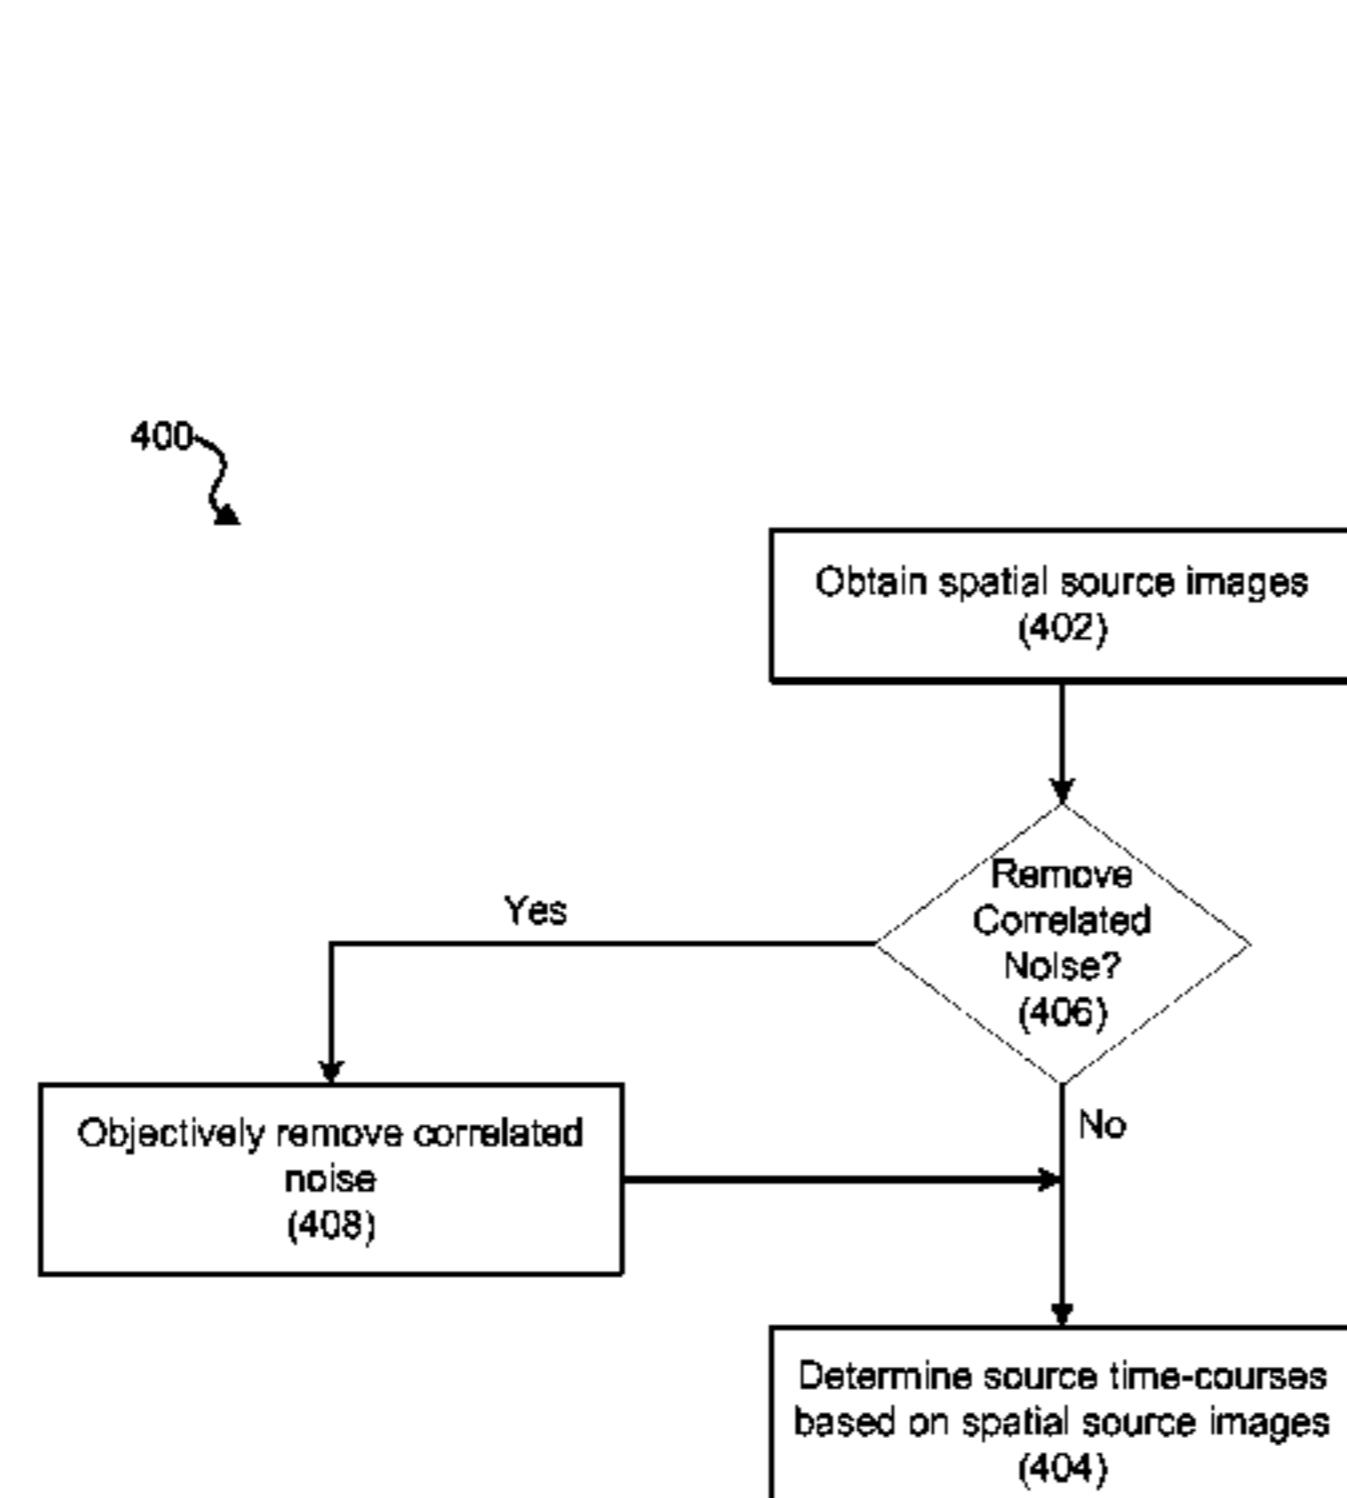 400
Obtain spatial source images
(402)
Remove
Correlated
Noise?
(406)
Yes
No
Objectively remove correlated
noise
(408)
Determine source time-courses
based on spatial source images
(404)